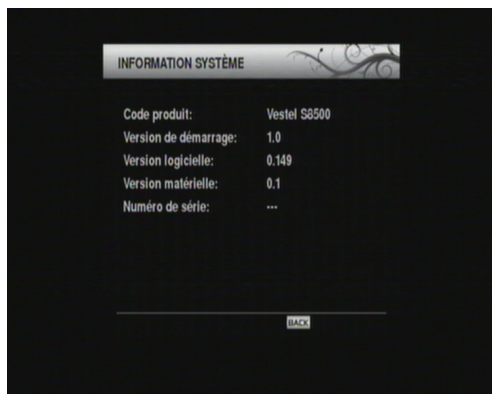 INFORMATION SYSTÈME
Code produit: Vestel S8500
Version de démarrage: 1.0
Version logicielle: 0.149
Version matérielle: 0.1
Numéro de série: ---
BACK